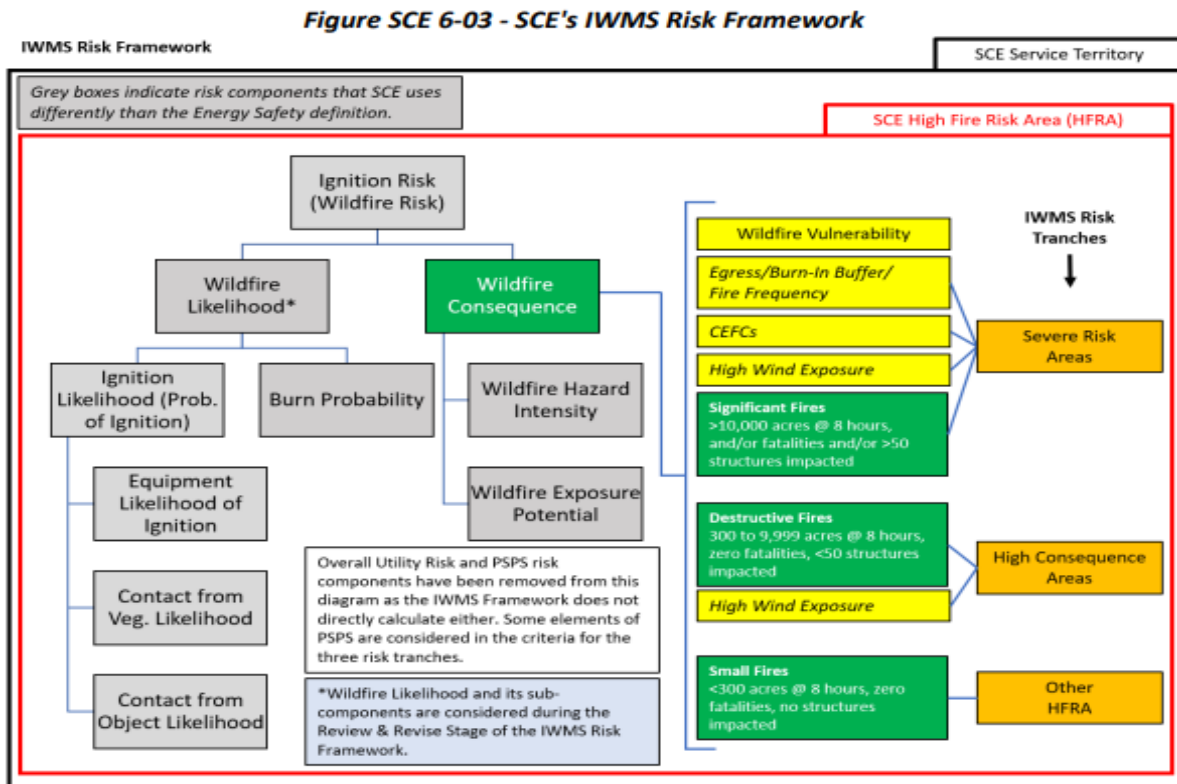 Figure SCE 6-03 - SCE's IWMS Risk Framework
IWMS Risk Framework
SCE Service Territory
Grey boxes indicate risk components that SCE uses
differently than the Energy Safety definition.
SCE High Fire Risk Area (HFRA)
Ignition Risk
(Wildfire Risk)
Wildfire
Likelihood*
Wildfire
Consequence
Ignition
Likelihood (Prob.
of Ignition)
Burn Probability
Wildfire Hazard
Intensity
Equipment
Likelihood of
Ignition
Wildfire Exposure
Potential
Contact from
Veg. Likelihood
Contact from
Object Likelihood
Overall Utility Risk and PSPS risk
components have been removed from this
diagram as the IWMS Framework does not
directly calculate either. Some elements of
PSPS are considered in the criteria for the
three risk tranches.
*Wildfire Likelihood and its sub-
components are considered during the
Review & Revise Stage of the IWMS Risk
Framework.
Wildfire Vulnerability
Egress/Burn-In Buffer/
Fire Frequency
CEFCs
High Wind Exposure
Significant Fires
>10,000 acres @ 8 hours,
and/or fatalities and/or >50
structures impacted
Destructive Fires
300 to 9,999 acres @ 8 hours,
zero fatalities, <50 structures
impacted
High Wind Exposure
Small Fires
<300 acres @ 8 hours, zero
fatalities, no structures
impacted
IWMS Risk
Tranches
Severe Risk
Areas
High Consequence
Areas
Other
HFRA